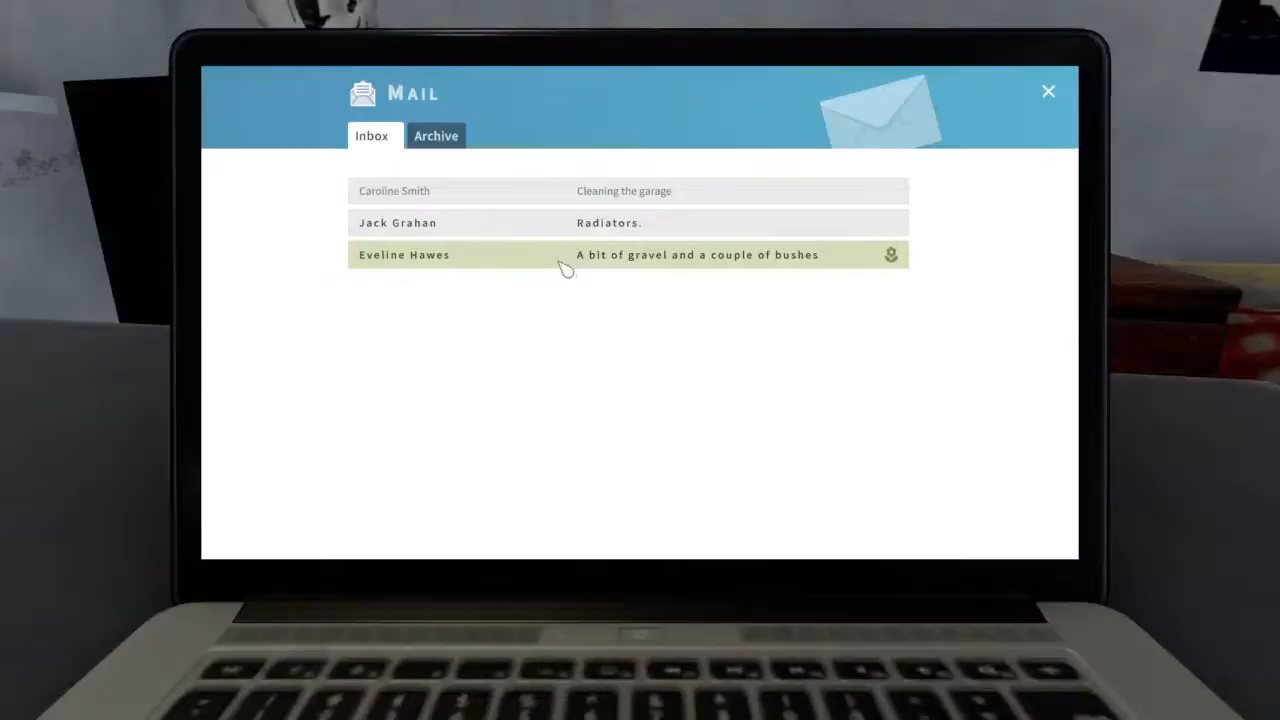 Mail
Inbox Archive
Caroline Smith Cleaning the garage
Jack Grahan Radiators.
Eveline Hawes A bit of gravel and a couple of bushes